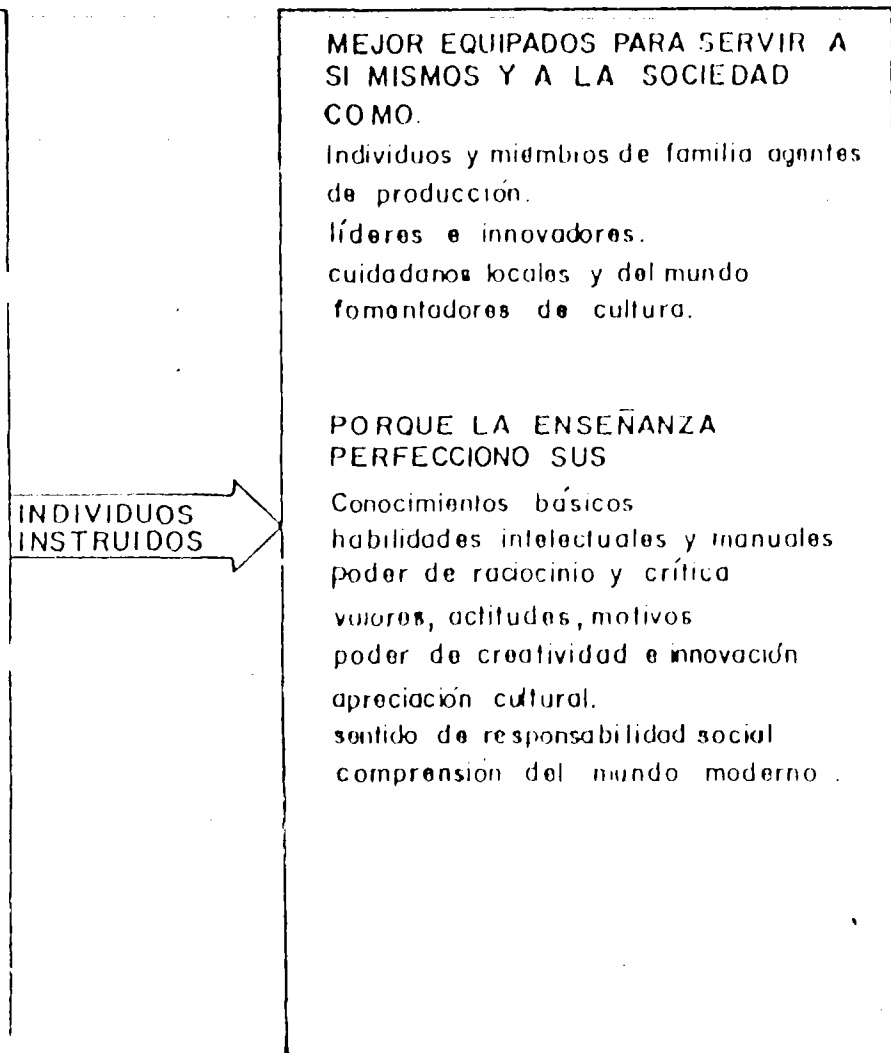 MEJOR EQUIPADOS PARA SERVIR A
SI MISMOS Y A LA SOCIEDAD
COMO.
Individuos y miembros de familia agentes
de producción.
líderes e innovadores.
cuidadanos locales y del mundo
fomentadores de cultura.
PORQUE LA ENSEÑANZA
PERFECCIONO SUS
Conocimientos básicos
habilidades intelectuales y manuales
poder de raciocinio y crítica
valores, actitudes, motivos
poder de creatividad e innovación
apreciación cultural.
sentido de responsabilidad social
comprensión del mundo moderno.
INDIVIDUOS
INSTRUIDOS